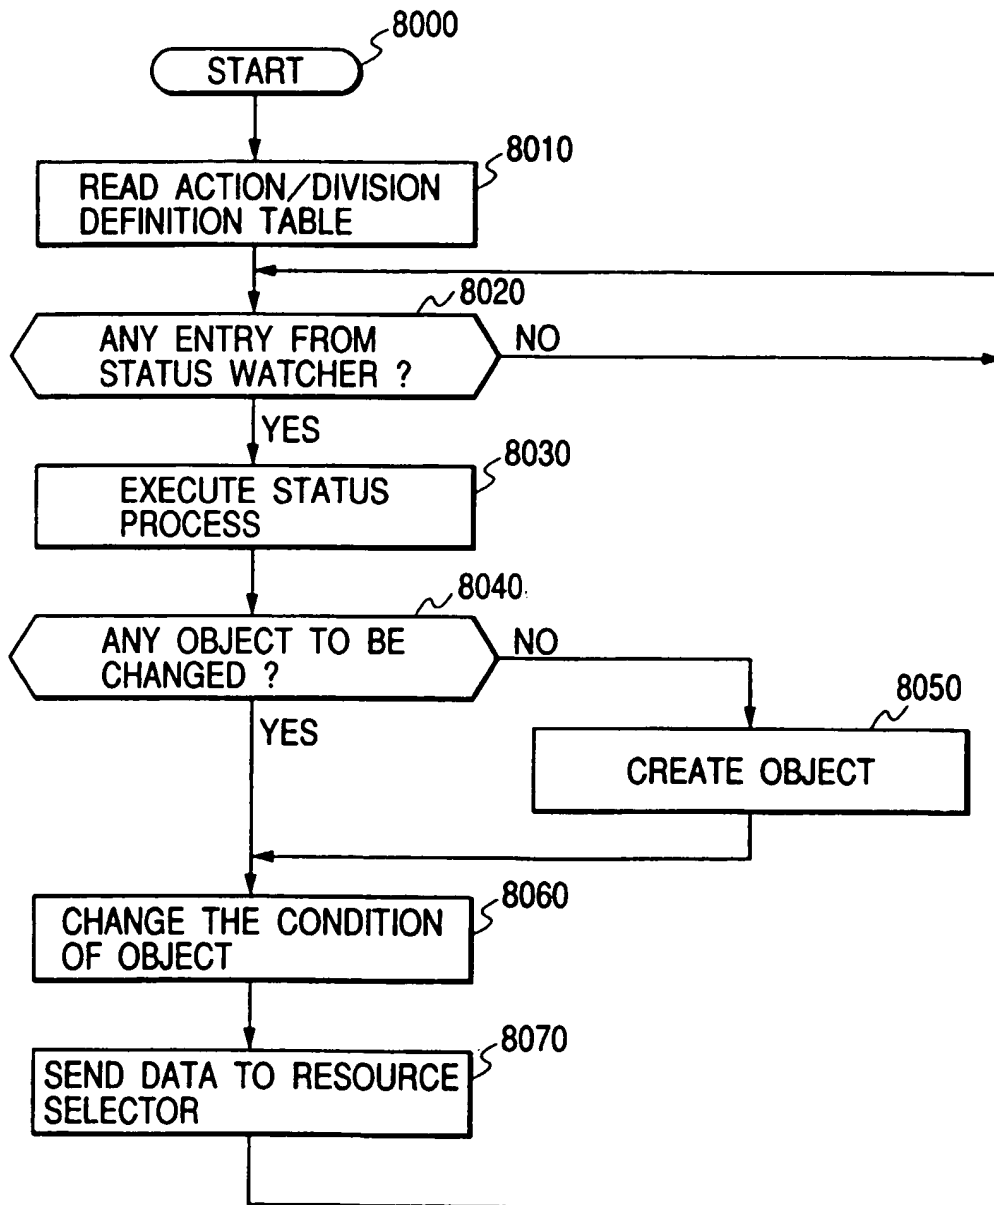 8000
START
8010
READ ACTION/DIVISION
DEFINITION TABLE
8020
ANY ENTRY FROM
STATUS WATCHER ?
NO
YES
8030
EXECUTE STATUS
PROCESS
8040
ANY OBJECT TO BE
CHANGED ?
NO
YES
8050
CREATE OBJECT
8060
CHANGE THE CONDITION
OF OBJECT
8070
SEND DATA TO RESOURCE
SELECTOR